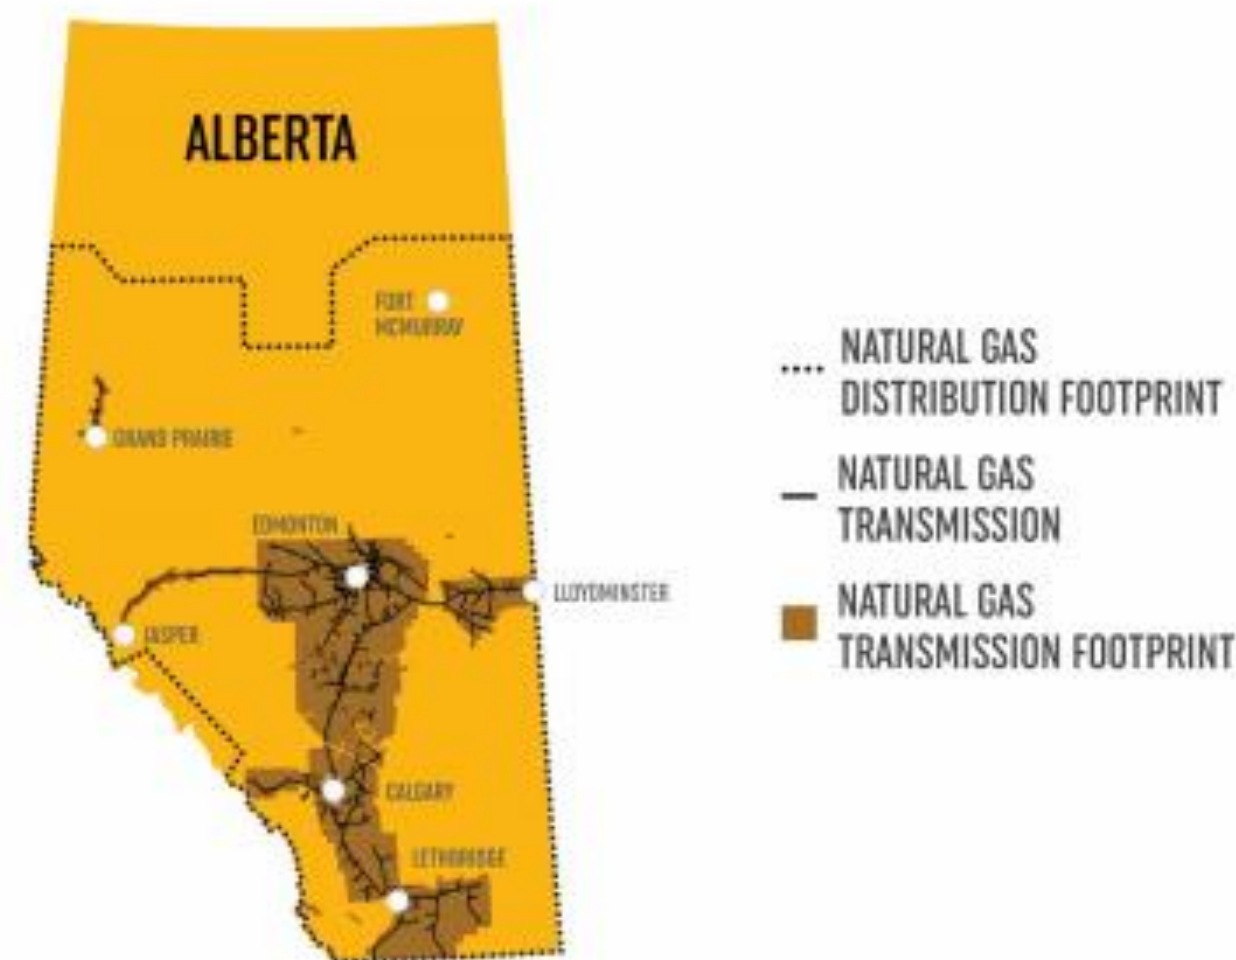 ALBERTA
FORT
MCMURRAY
GRAND PRAIRIE
EDMONTON
LLOYDMINSTER
JASPER
CALGARY
LETHBRIDGE
NATURAL GAS
DISTRIBUTION FOOTPRINT
NATURAL GAS
TRANSMISSION
NATURAL GAS
TRANSMISSION FOOTPRINT